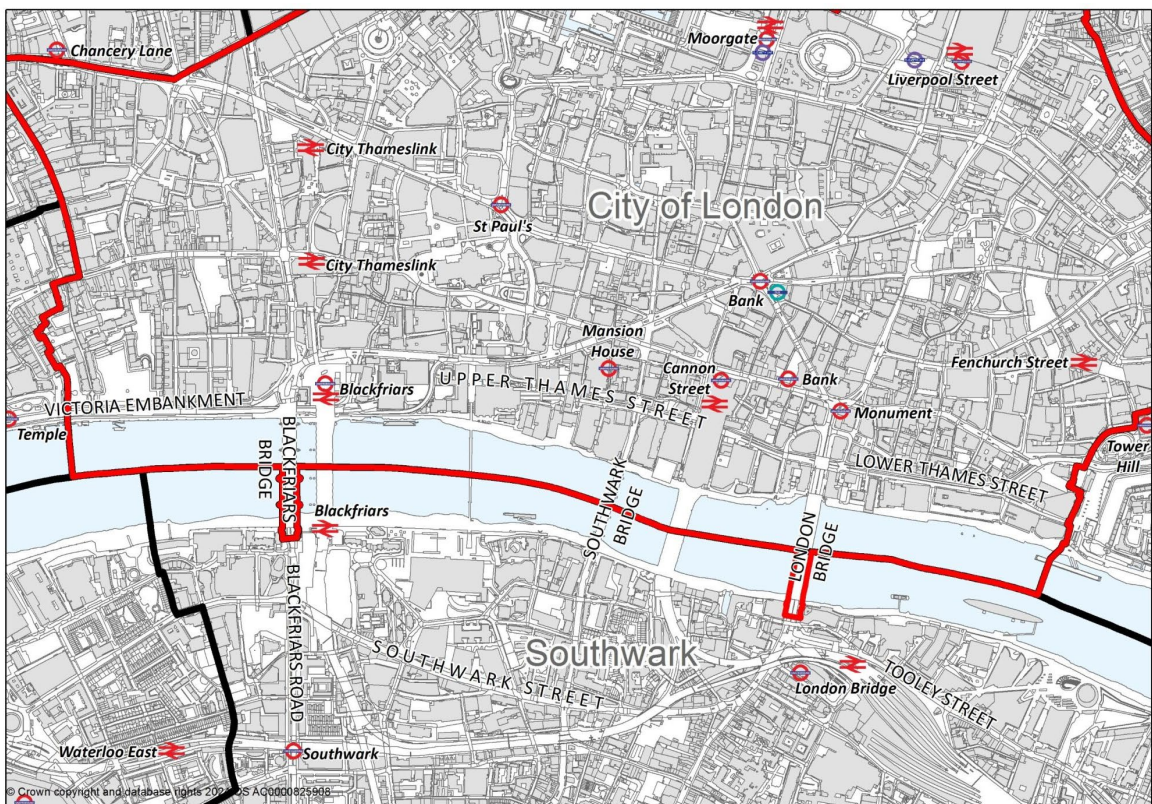 Chancery Lane
Moorgate
Liverpool Street
City Thameslink
City of London
St Paul's
City Thameslink
Bank
Mansion
House
Fenchurch Street
Cannon
Street
Bank
Blackfriars
UPPER THAMES STREET
VICTORIA EMBANKMENT
Monument
Temple
Tower
Hill
BLACKFRIARS
BRIDGE
LOWER THAMES STREET
SOUTHWARK
BRIDGE
Blackfriars
LONDON
BRIDGE
BLACKFRIARS ROAD
SOUTHWARK STREET
Southwark
London Bridge
TOOLEY STREET
Waterloo East
Southwark